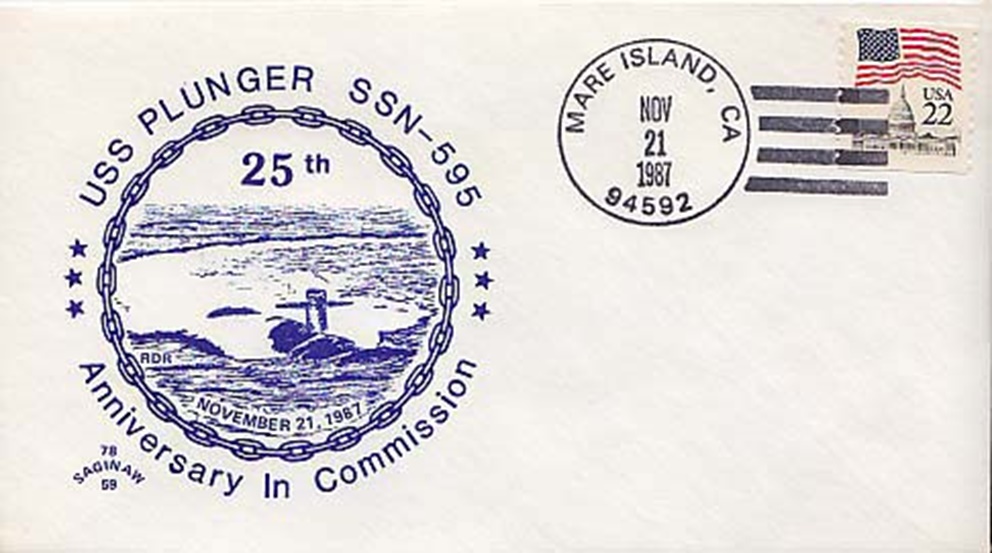 USS PLUNGER SSN-595
25th
RDR
NOVEMBER 21, 1987
Anniversary In Commission
78
SAGINAW
59
MARE ISLAND, CA
NOV
21
1987
94592
USA
22